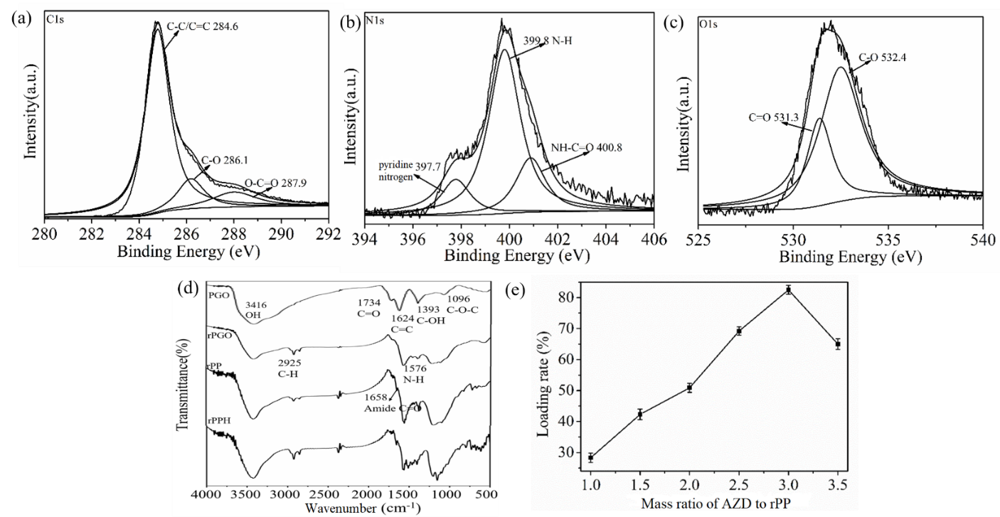 (a)
C1s
C-C/C=C 284.6
C-O 286.1
O-C=O 287.9
Intensity(a.u.)
280 282 284 286 288 290 292
Binding Energy (eV)
(b)
N1s
399.8 N-H
NH-C=O 400.8
pyridine 397.7
nitrogen
Intensity(a.u.)
394 396 398 400 402 404 406
Binding Energy (eV)
(c)
O1s
C-O 532.4
C=O 531.3
Intensity(a.u.)
525 530 535 540
Binding Energy (eV)
(d)
PGO
3416
OH
1734
C=O
1624
C=C
1393
C-OH
1096
C-O-C
rPGO
2925
C-H
1576
N-H
rPP
1658
Amide C=O
rPPH
Transmittance(%)
4000 3500 3000 2500 2000 1500 1000 500
Wavenumber (cm⁻¹)
(e)
80
70
60
50
40
30
Loading rate (%)
1.0 1.5 2.0 2.5 3.0 3.5
Mass ratio of AZD to rPP